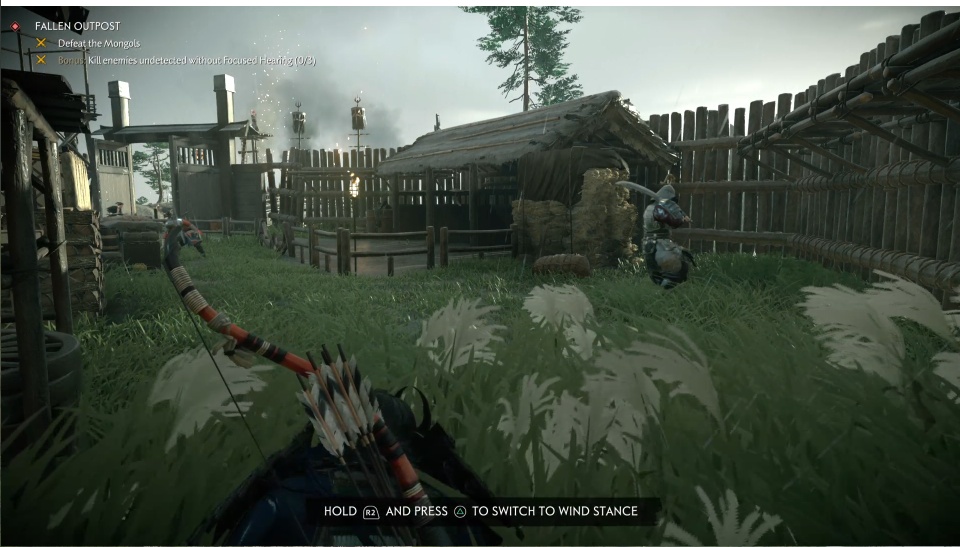 FALLEN OUTPOST
Defeat the Mongols
Bonus: Kill enemies undetected without Focused Hearing (0/3)
HOLD R2 AND PRESS TO SWITCH TO WIND STANCE